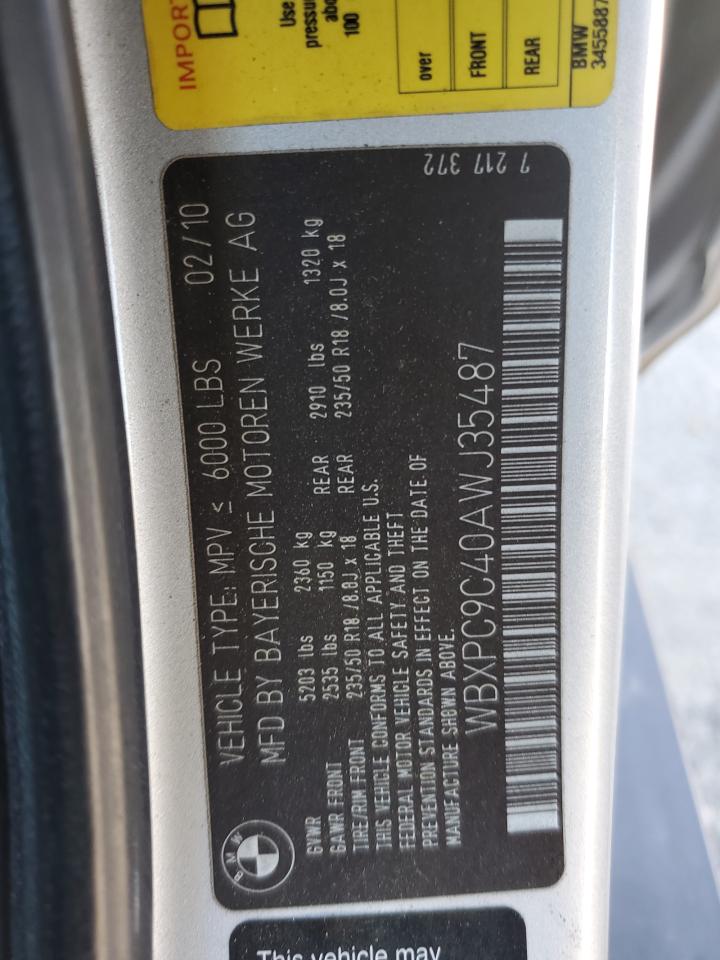 IMPORT
Use
pressur
abo
100
over
FRONT
REAR
BMW
3455887
7 217 372
VEHICLE TYPE: MPV ≤ 6000 LBS 02/10
MFD BY BAYERISCHE MOTOREN WERKE AG
BMW
GVWR 5203 lbs 2360 kg
GAWR FRONT 2535 lbs 1150 kg REAR 2910 lbs 1320 kg
TIRE/RIM FRONT 235/50 R18 /8.0J x 18 REAR 235/50 R18 /8.0J x 18
THIS VEHICLE CONFORMS TO ALL APPLICABLE U.S.
FEDERAL MOTOR VEHICLE SAFETY AND THEFT
PREVENTION STANDARDS IN EFFECT ON THE DATE OF
MANUFACTURE SHOWN ABOVE.
WBXPC9C40AWJ35487
This vehicle may